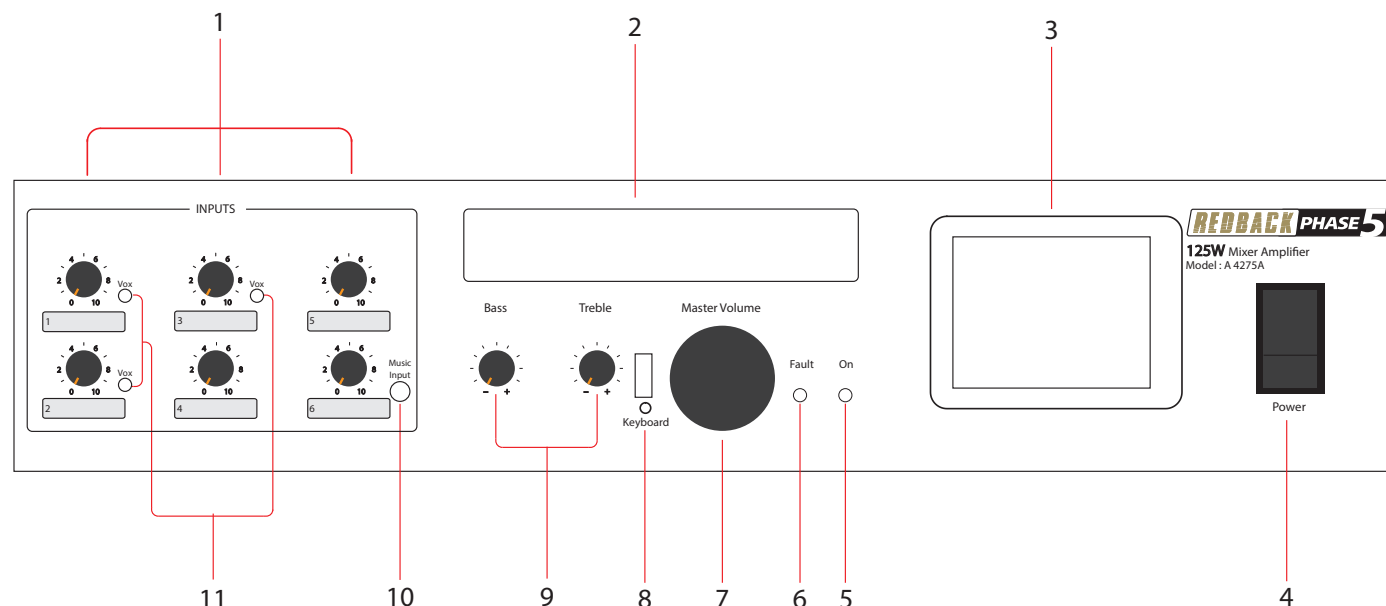 1
2
3
INPUTS
REDBACK PHASE 5
125W Mixer Amplifier
Model : A 4275A
0 2 4 6 8 10
Vox
1
0 2 4 6 8 10
Vox
3
0 2 4 6 8 10
5
0 2 4 6 8 10
Vox
2
0 2 4 6 8 10
4
0 2 4 6 8 10
Music
Input
6
Bass
− +
Treble
− +
Keyboard
Master Volume
Fault
On
Power
11
10
9
8
7
6
5
4